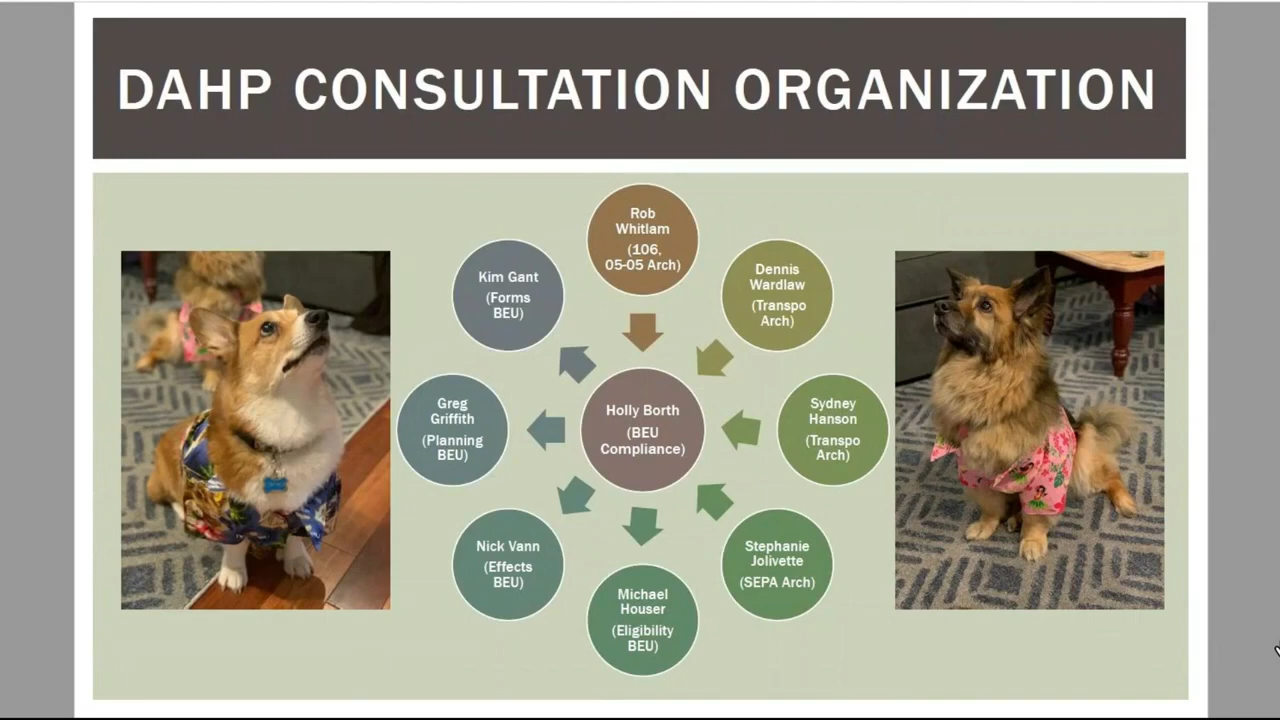 DAHP CONSULTATION ORGANIZATION
Rob
Whitlam
(106,
05-05 Arch)
Dennis
Wardlaw
(Transpo
Arch)
Sydney
Hanson
(Transpo
Arch)
Stephanie
Jolivette
(SEPA Arch)
Michael
Houser
(Eligibility
BEU)
Nick Vann
(Effects
BEU)
Greg
Griffith
(Planning
BEU)
Kim Gant
(Forms
BEU)
Holly Borth
(BEU
Compliance)